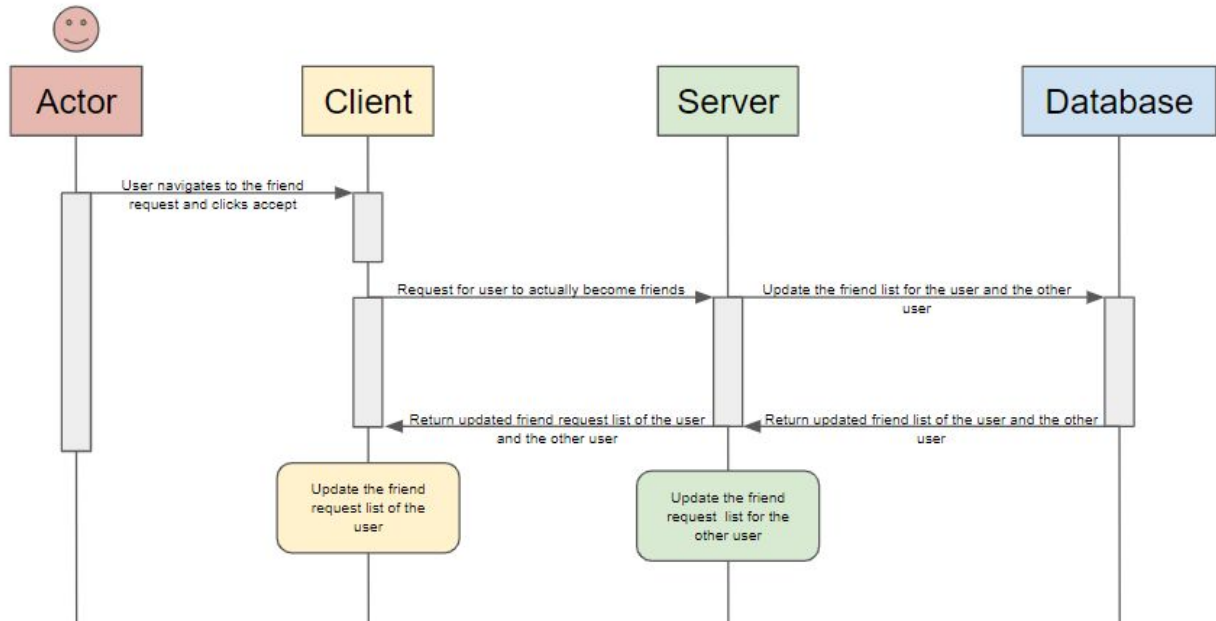 Actor
Client
Server
Database
User navigates to the friend
request and clicks accept
Request for user to actually become friends
Update the friend list for the user and the other
user
Return updated friend request list of the user
and the other user
Return updated friend list of the user and the other
user
Update the friend
request list of the
user
Update the friend
request list for the
other user